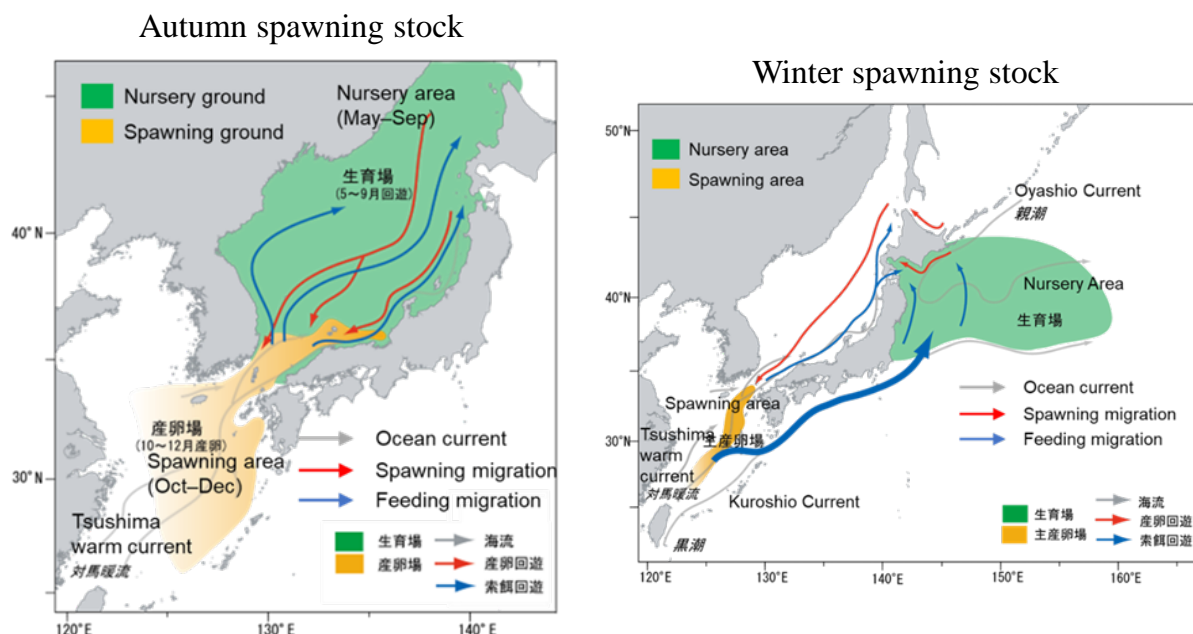 Autumn spawning stock
Nursery ground
Spawning ground
Nursery area
(May–Sep)
生育場
(5〜9月回遊)
40°N
産卵場
(10〜12月産卵)
Spawning area
(Oct–Dec)
30°N
Tsushima
warm current
対馬暖流
Ocean current
Spawning migration
Feeding migration
生育場
海流
産卵場
産卵回遊
索餌回遊
120°E
130°E
140°E
Winter spawning stock
50°N
Nursery area
Spawning area
Oyashio Current
親潮
40°N
Nursery Area
生育場
Spawning area
主産卵場
30°N
Tsushima
warm
current
対馬暖流
Kuroshio Current
黒潮
Ocean current
Spawning migration
Feeding migration
海流
生育場
産卵回遊
主産卵場
索餌回遊
120°E
130°E
140°E
150°E
160°E